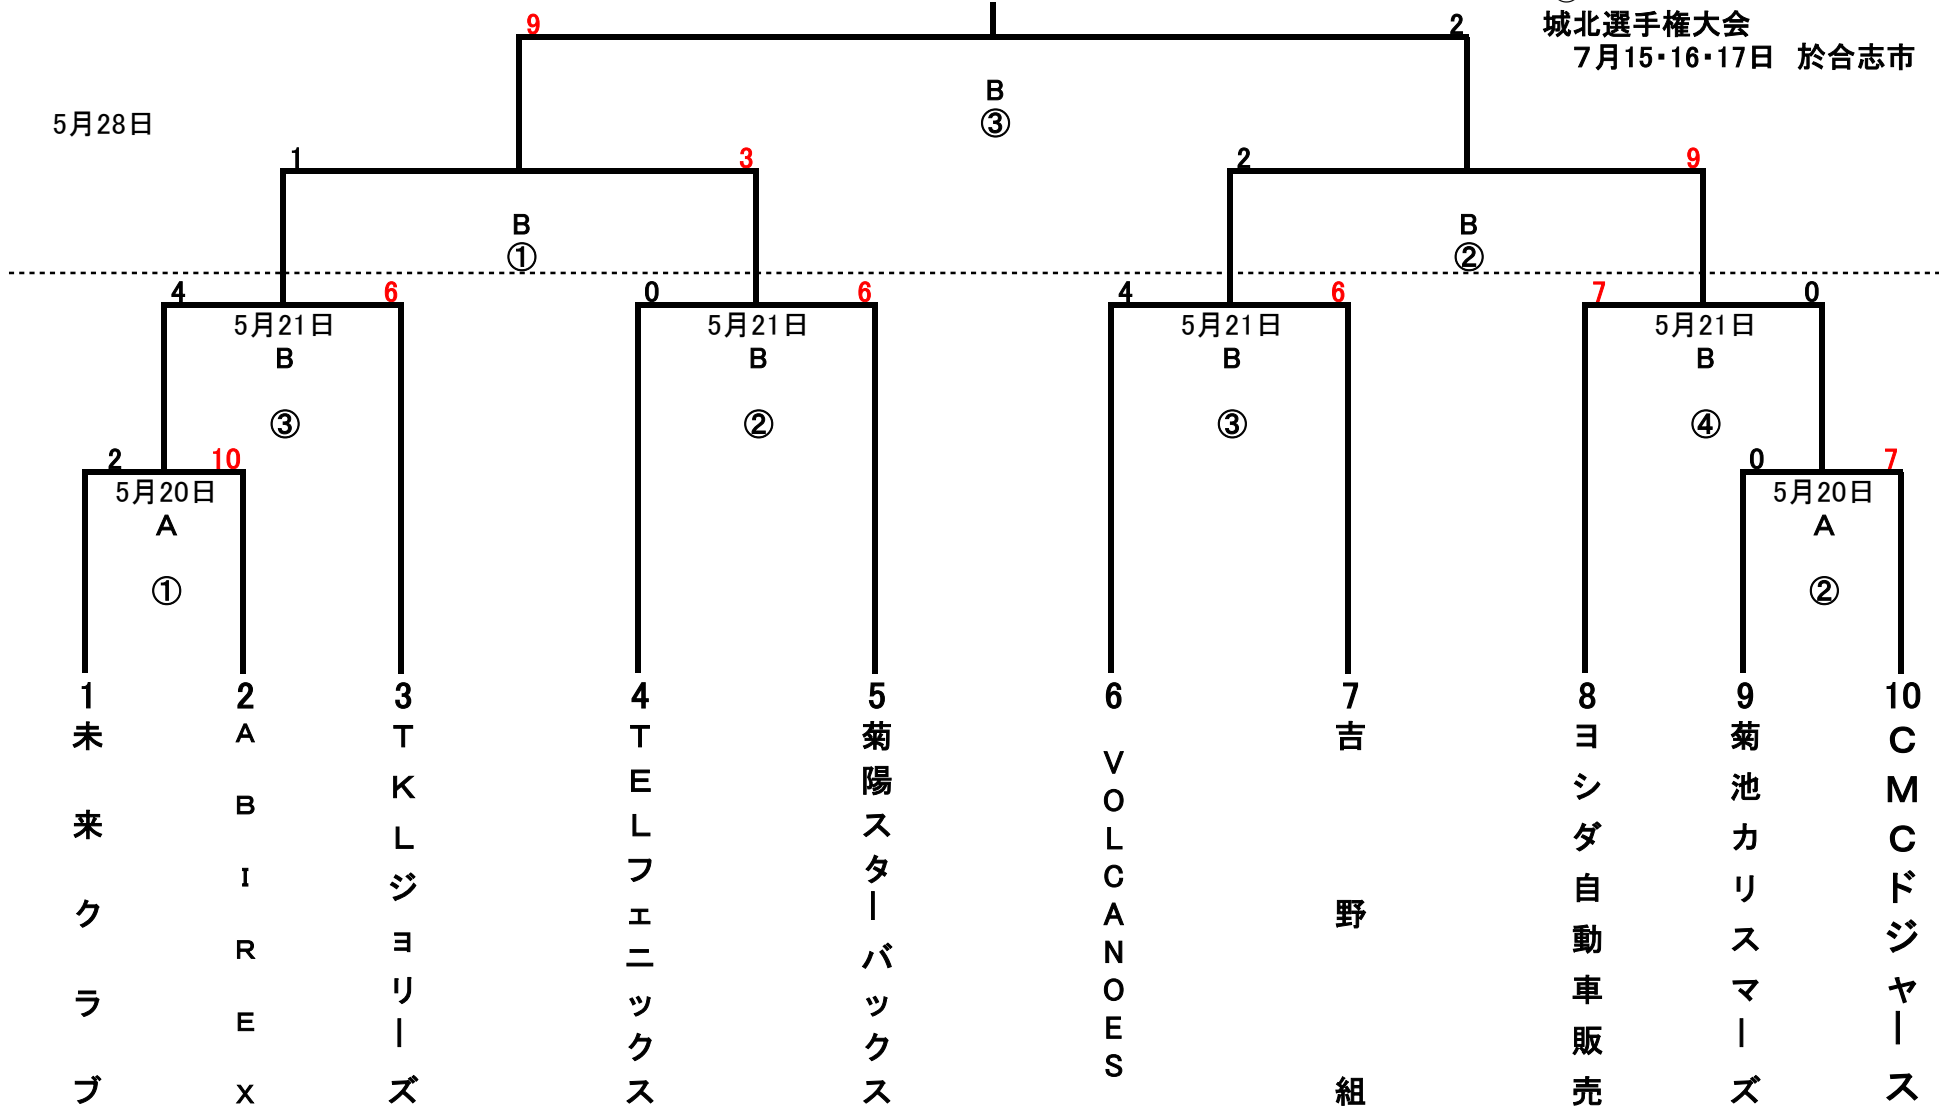 城北選手権大会
7月15・16・17日 於合志市
9 2
B
③
5月28日
1 3 2 9
B B
① ②
4 6 0 6 4 6 7 0
5月21日 5月21日 5月21日 5月21日
B B B B
③ ② ③ ④
2 10 0 7
5月20日 5月20日
A A
① ②
1 2 3 4 5 6 7 8 9 10
未来クラブ
ABIREX
TKLジョリーズ
TELフェニックス
菊陽スターバックス
VOLCANOES
吉野組
ヨシダ自動車販売
菊池カリスマーズ
CMCドジャース